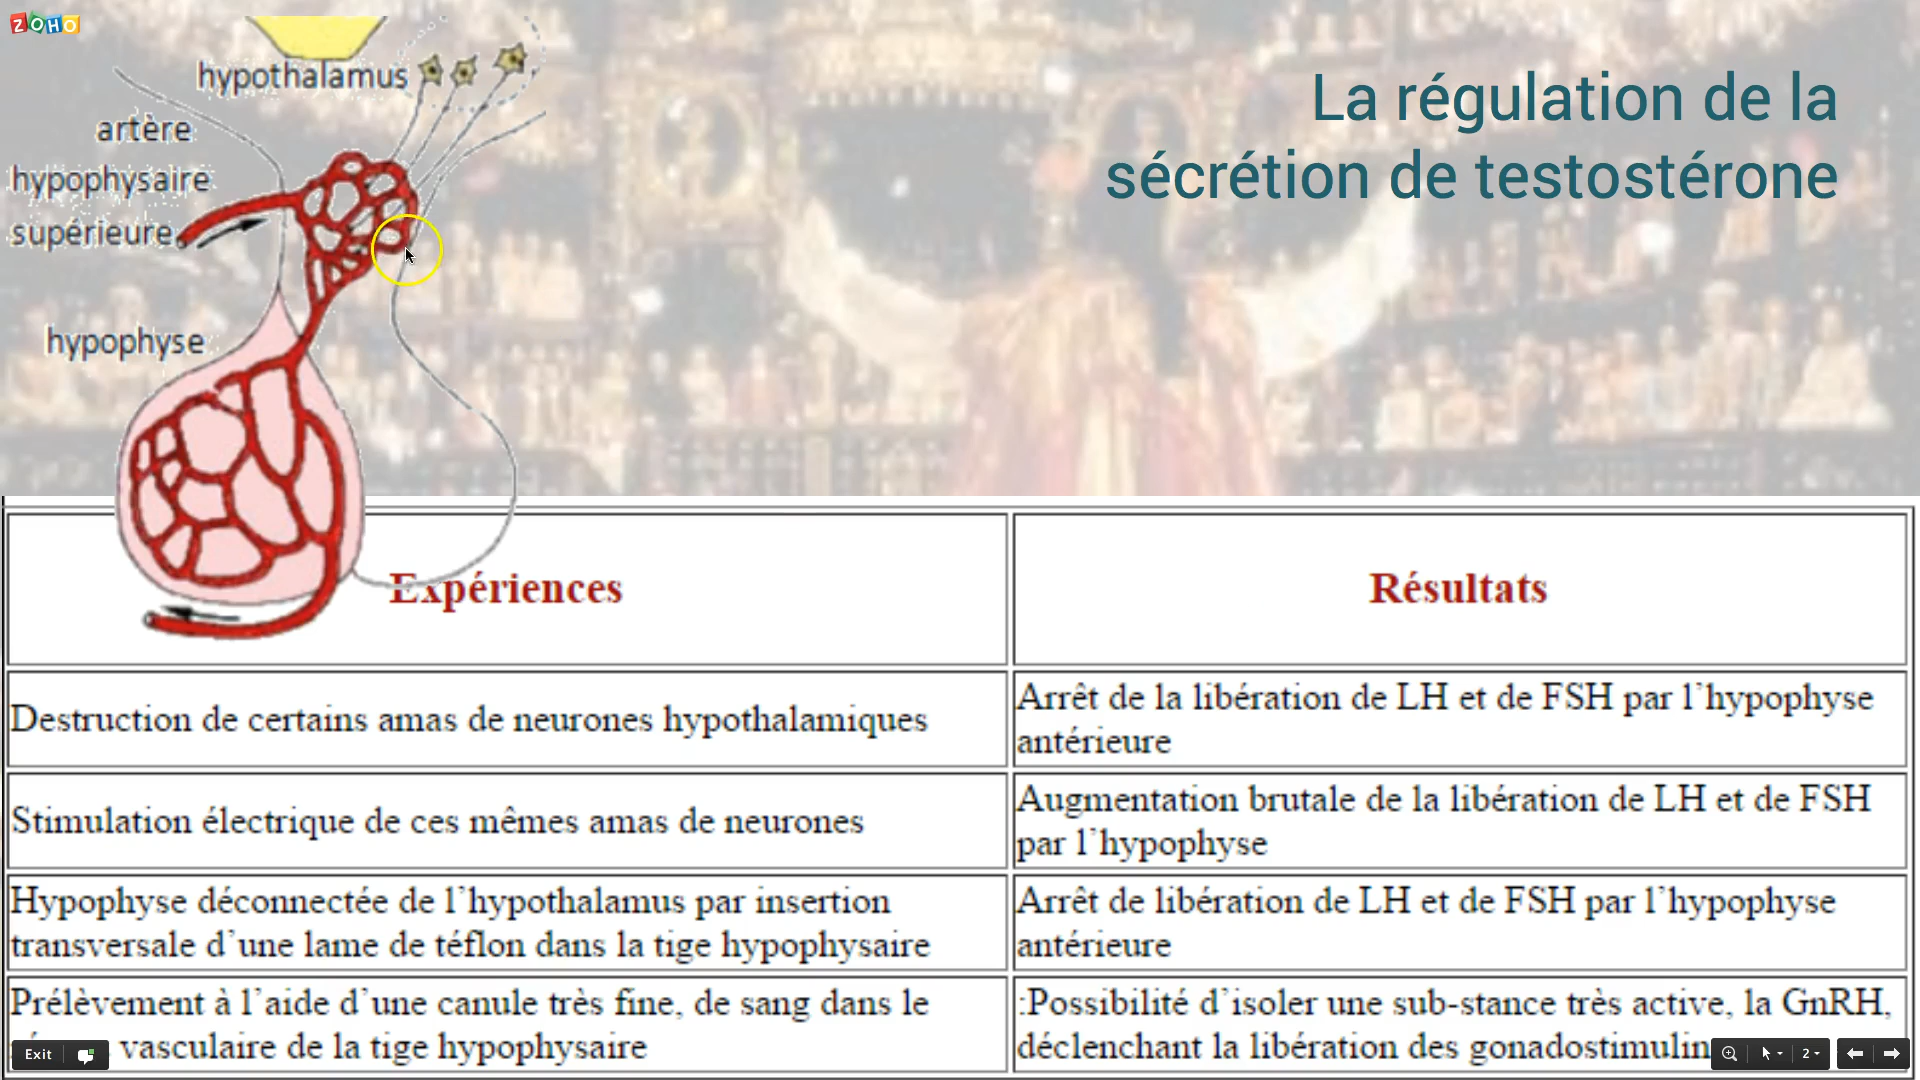 ZOHO
hypothalamus
artère
hypophysaire
supérieure
hypophyse
La régulation de la
sécrétion de testostérone
Expériences
Résultats
Destruction de certains amas de neurones hypothalamiques
Arrêt de la libération de LH et de FSH par l'hypophyse
antérieure
Stimulation électrique de ces mêmes amas de neurones
Augmentation brutale de la libération de LH et de FSH
par l'hypophyse
Hypophyse déconnectée de l'hypothalamus par insertion
transversale d'une lame de téflon dans la tige hypophysaire
Arrêt de libération de LH et de FSH par l'hypophyse
antérieure
Prélèvement à l'aide d'une canule très fine, de sang dans le
vasculaire de la tige hypophysaire
:Possibilité d'isoler une sub-stance très active, la GnRH,
déclenchant la libération des gonadostimulin
Exit
2